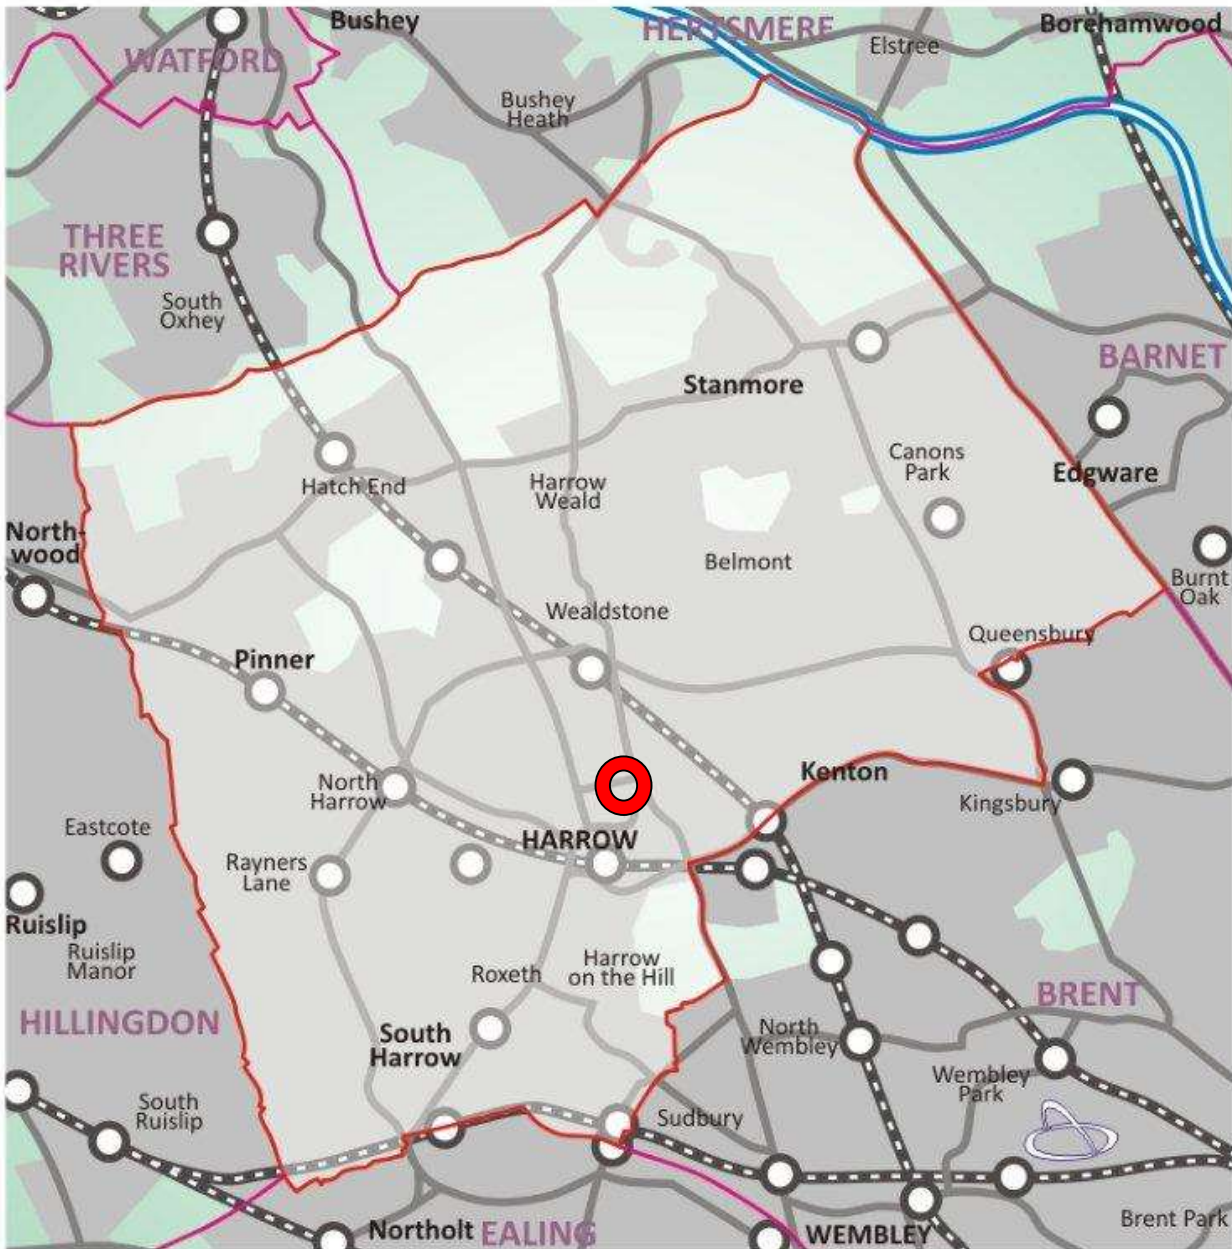 Bushey
HERTSMERE
Borehamwood
Elstree
WATFORD
Bushey
Heath
THREE
RIVERS
South
Oxhey
BARNET
Stanmore
Canons
Park
Edgware
Hatch End
Harrow
Weald
North-
wood
Belmont
Burnt
Oak
Wealdstone
Queensbury
Pinner
Kenton
North
Harrow
Kingsbury
Eastcote
HARROW
Rayners
Lane
Ruislip
Ruislip
Manor
Harrow
on the Hill
Roxeth
BRENT
HILLINGDON
South
Harrow
North
Wembley
Wembley
Park
South
Ruislip
Sudbury
Northolt
EALING
WEMBLEY
Brent Park